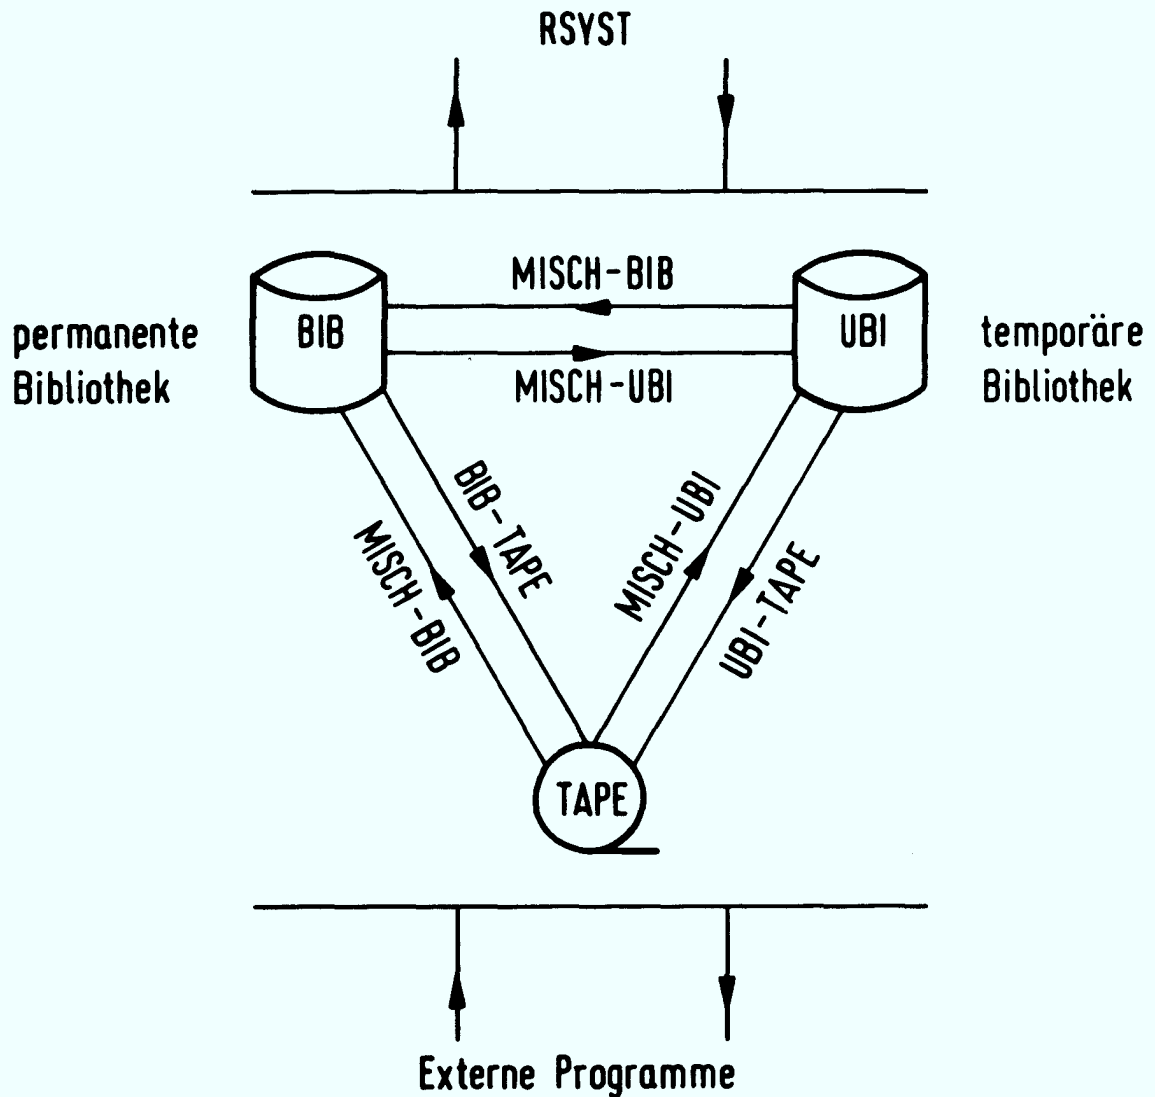 RSYST
MISCH-BIB
BIB
UBI
permanente
Bibliothek
temporäre
Bibliothek
MISCH-UBI
BIB-TAPE
MISCH-BIB
MISCH-UBI
UBI-TAPE
TAPE
Externe Programme